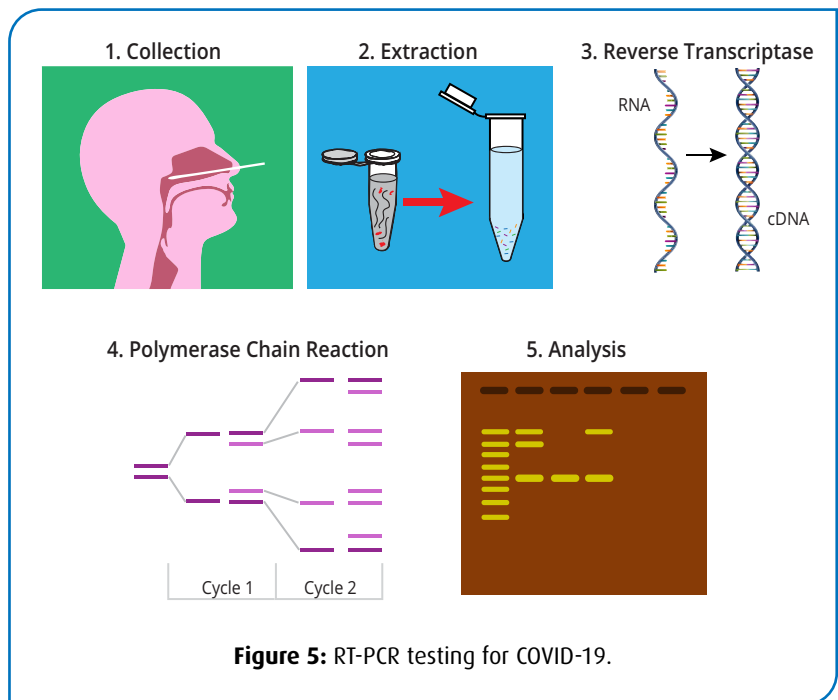 1. Collection
2. Extraction
3. Reverse Transcriptase
RNA
cDNA
4. Polymerase Chain Reaction
5. Analysis
Cycle 1
Cycle 2
Figure 5: RT-PCR testing for COVID-19.